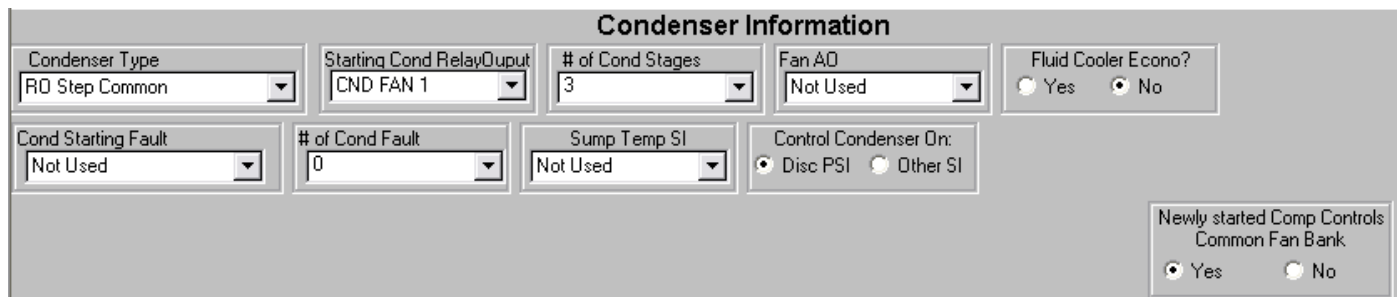 Condenser Information
Condenser Type
RO Step Common
Starting Cond RelayOuput
CND FAN 1
# of Cond Stages
3
Fan AO
Not Used
Fluid Cooler Econo?
Yes No
Cond Starting Fault
Not Used
# of Cond Fault
0
Sump Temp SI
Not Used
Control Condenser On:
Disc PSI Other SI
Newly started Comp Controls
Common Fan Bank
Yes No